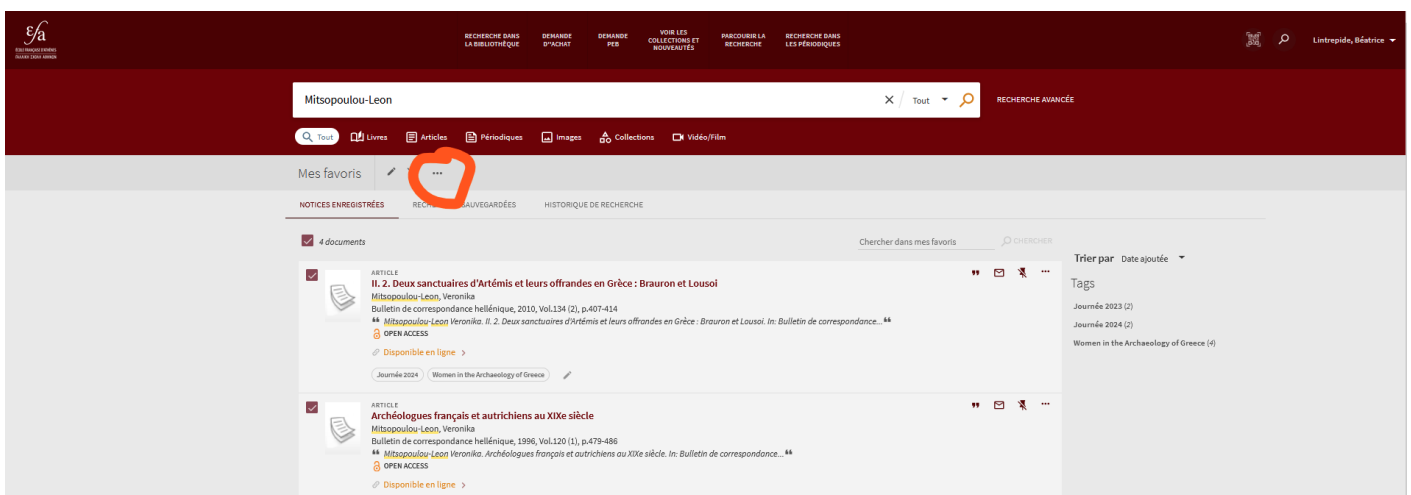 εfa
ÉCOLE FRANÇAISE D'ATHÈNES
RECHERCHE DANS
LA BIBLIOTHÈQUE
DEMANDE
D''ACHAT
DEMANDE
PEB
VOIR LES
COLLECTIONS ET
NOUVEAUTÉS
PARCOURIR LA
RECHERCHE
RECHERCHE DANS
LES PÉRIODIQUES
Lintrepide, Béatrice
Mitsopoulou-Leon
Tout
RECHERCHE AVANCÉE
Tout Livres Articles Périodiques Images Collections Vidéo/Film
Mes favoris
NOTICES ENREGISTRÉES
SAUVEGARDÉES
HISTORIQUE DE RECHERCHE
4 documents
Chercher dans mes favoris
CHERCHER
Trier par Date ajoutée
Tags
Journée 2023 (2)
Journée 2024 (2)
Women in the Archaeology of Greece (4)
ARTICLE
II. 2. Deux sanctuaires d'Artémis et leurs offrandes en Grèce : Brauron et Lousoi
Mitsopoulou-Leon, Veronika
Bulletin de correspondance hellénique, 2010, Vol.134 (2), p.407-414
Mitsopoulou-Leon Veronika. II. 2. Deux sanctuaires d'Artémis et leurs offrandes en Grèce : Brauron et Lousoi. In: Bulletin de correspondance...
OPEN ACCESS
Disponible en ligne
Journée 2024 Women in the Archaeology of Greece
ARTICLE
Archéologues français et autrichiens au XIXe siècle
Mitsopoulou-Leon, Veronika
Bulletin de correspondance hellénique, 1996, Vol.120 (1), p.479-486
Mitsopoulou-Leon Veronika. Archéologues français et autrichiens au XIXe siècle. In: Bulletin de correspondance...
OPEN ACCESS
Disponible en ligne